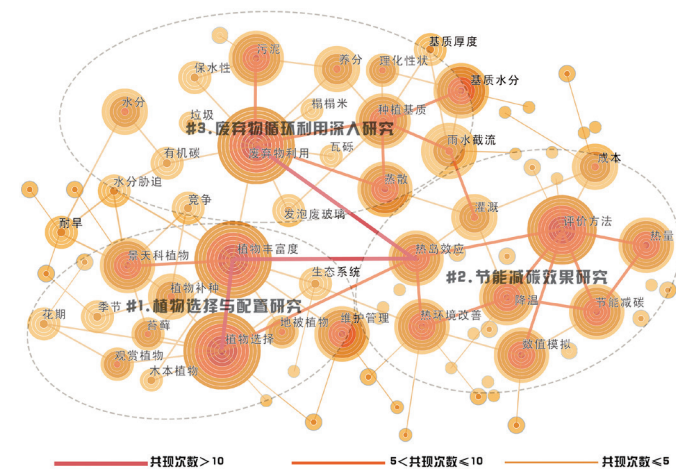 基质厚度
污泥
养分
理化性状
保水性
基质水分
水分
榻榻米
种植基质
垃圾
#3.废弃物循环利用深入研究
雨水截流
废弃物利用
瓦砾
有机碳
成本
水分胁迫
蒸散
竞争
发泡废玻璃
灌溉
耐旱
评价方法
热量
景天科植物
植物丰富度
热岛效应
生态系统
#2.节能减碳效果研究
植物补种
#1.植物选择与配置研究
降温
节能减碳
花期
季节
苔藓
地被植物
维护管理
热环境改善
植物选择
数值模拟
观赏植物
木本植物
共现次数>10
5<共现次数≤10
共现次数≤5